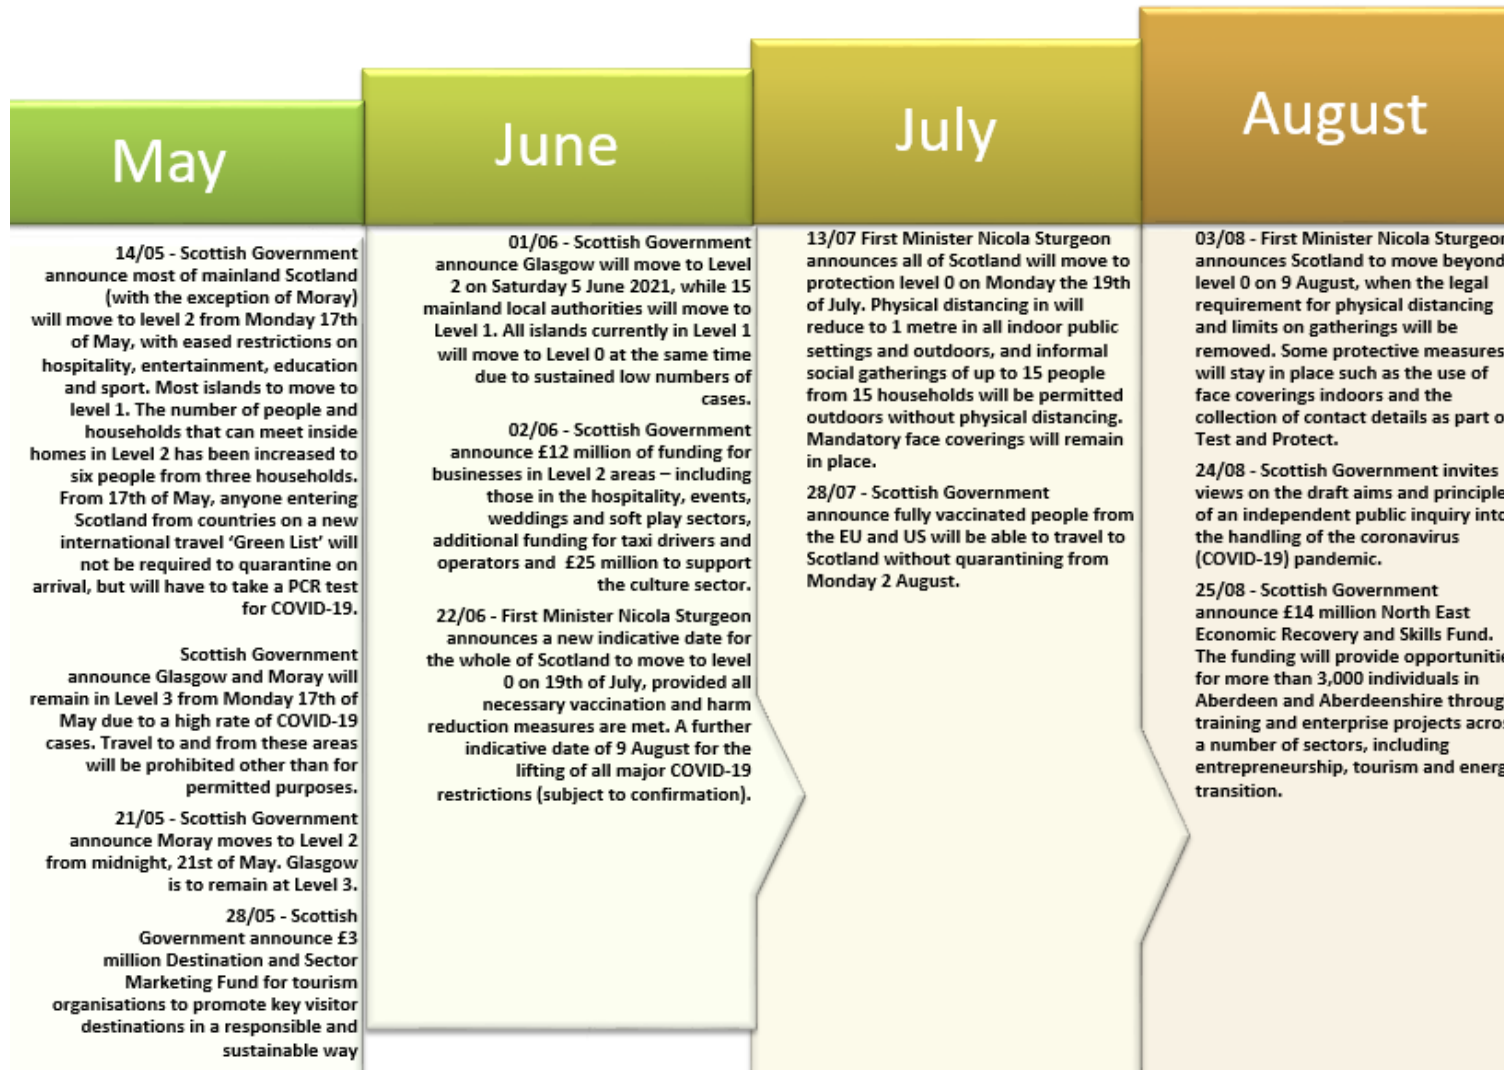 May
14/05 - Scottish Government
announce most of mainland Scotland
(with the exception of Moray)
will move to level 2 from Monday 17th
of May, with eased restrictions on
hospitality, entertainment, education
and sport. Most islands to move to
level 1. The number of people and
households that can meet inside
homes in Level 2 has been increased to
six people from three households.
From 17th of May, anyone entering
Scotland from countries on a new
international travel ‘Green List’ will
not be required to quarantine on
arrival, but will have to take a PCR test
for COVID-19.
Scottish Government
announce Glasgow and Moray will
remain in Level 3 from Monday 17th of
May due to a high rate of COVID-19
cases. Travel to and from these areas
will be prohibited other than for
permitted purposes.
21/05 - Scottish Government
announce Moray moves to Level 2
from midnight, 21st of May. Glasgow
is to remain at Level 3.
28/05 - Scottish
Government announce £3
million Destination and Sector
Marketing Fund for tourism
organisations to promote key visitor
destinations in a responsible and
sustainable way
June
01/06 - Scottish Government
announce Glasgow will move to Level
2 on Saturday 5 June 2021, while 15
mainland local authorities will move to
Level 1. All islands currently in Level 1
will move to Level 0 at the same time
due to sustained low numbers of
cases.
02/06 - Scottish Government
announce £12 million of funding for
businesses in Level 2 areas – including
those in the hospitality, events,
weddings and soft play sectors,
additional funding for taxi drivers and
operators and £25 million to support
the culture sector.
22/06 - First Minister Nicola Sturgeon
announces a new indicative date for
the whole of Scotland to move to level
0 on 19th of July, provided all
necessary vaccination and harm
reduction measures are met. A further
indicative date of 9 August for the
lifting of all major COVID-19
restrictions (subject to confirmation).
July
13/07 First Minister Nicola Sturgeon
announces all of Scotland will move to
protection level 0 on Monday the 19th
of July. Physical distancing in will
reduce to 1 metre in all indoor public
settings and outdoors, and informal
social gatherings of up to 15 people
from 15 households will be permitted
outdoors without physical distancing.
Mandatory face coverings will remain
in place.
28/07 - Scottish Government
announce fully vaccinated people from
the EU and US will be able to travel to
Scotland without quarantining from
Monday 2 August.
August
03/08 - First Minister Nicola Sturgeon
announces Scotland to move beyond
level 0 on 9 August, when the legal
requirement for physical distancing
and limits on gatherings will be
removed. Some protective measures
will stay in place such as the use of
face coverings indoors and the
collection of contact details as part o
Test and Protect.
24/08 - Scottish Government invites
views on the draft aims and principle
of an independent public inquiry into
the handling of the coronavirus
(COVID-19) pandemic.
25/08 - Scottish Government
announce £14 million North East
Economic Recovery and Skills Fund.
The funding will provide opportunitie
for more than 3,000 individuals in
Aberdeen and Aberdeenshire throug
training and enterprise projects acros
a number of sectors, including
entrepreneurship, tourism and energ
transition.